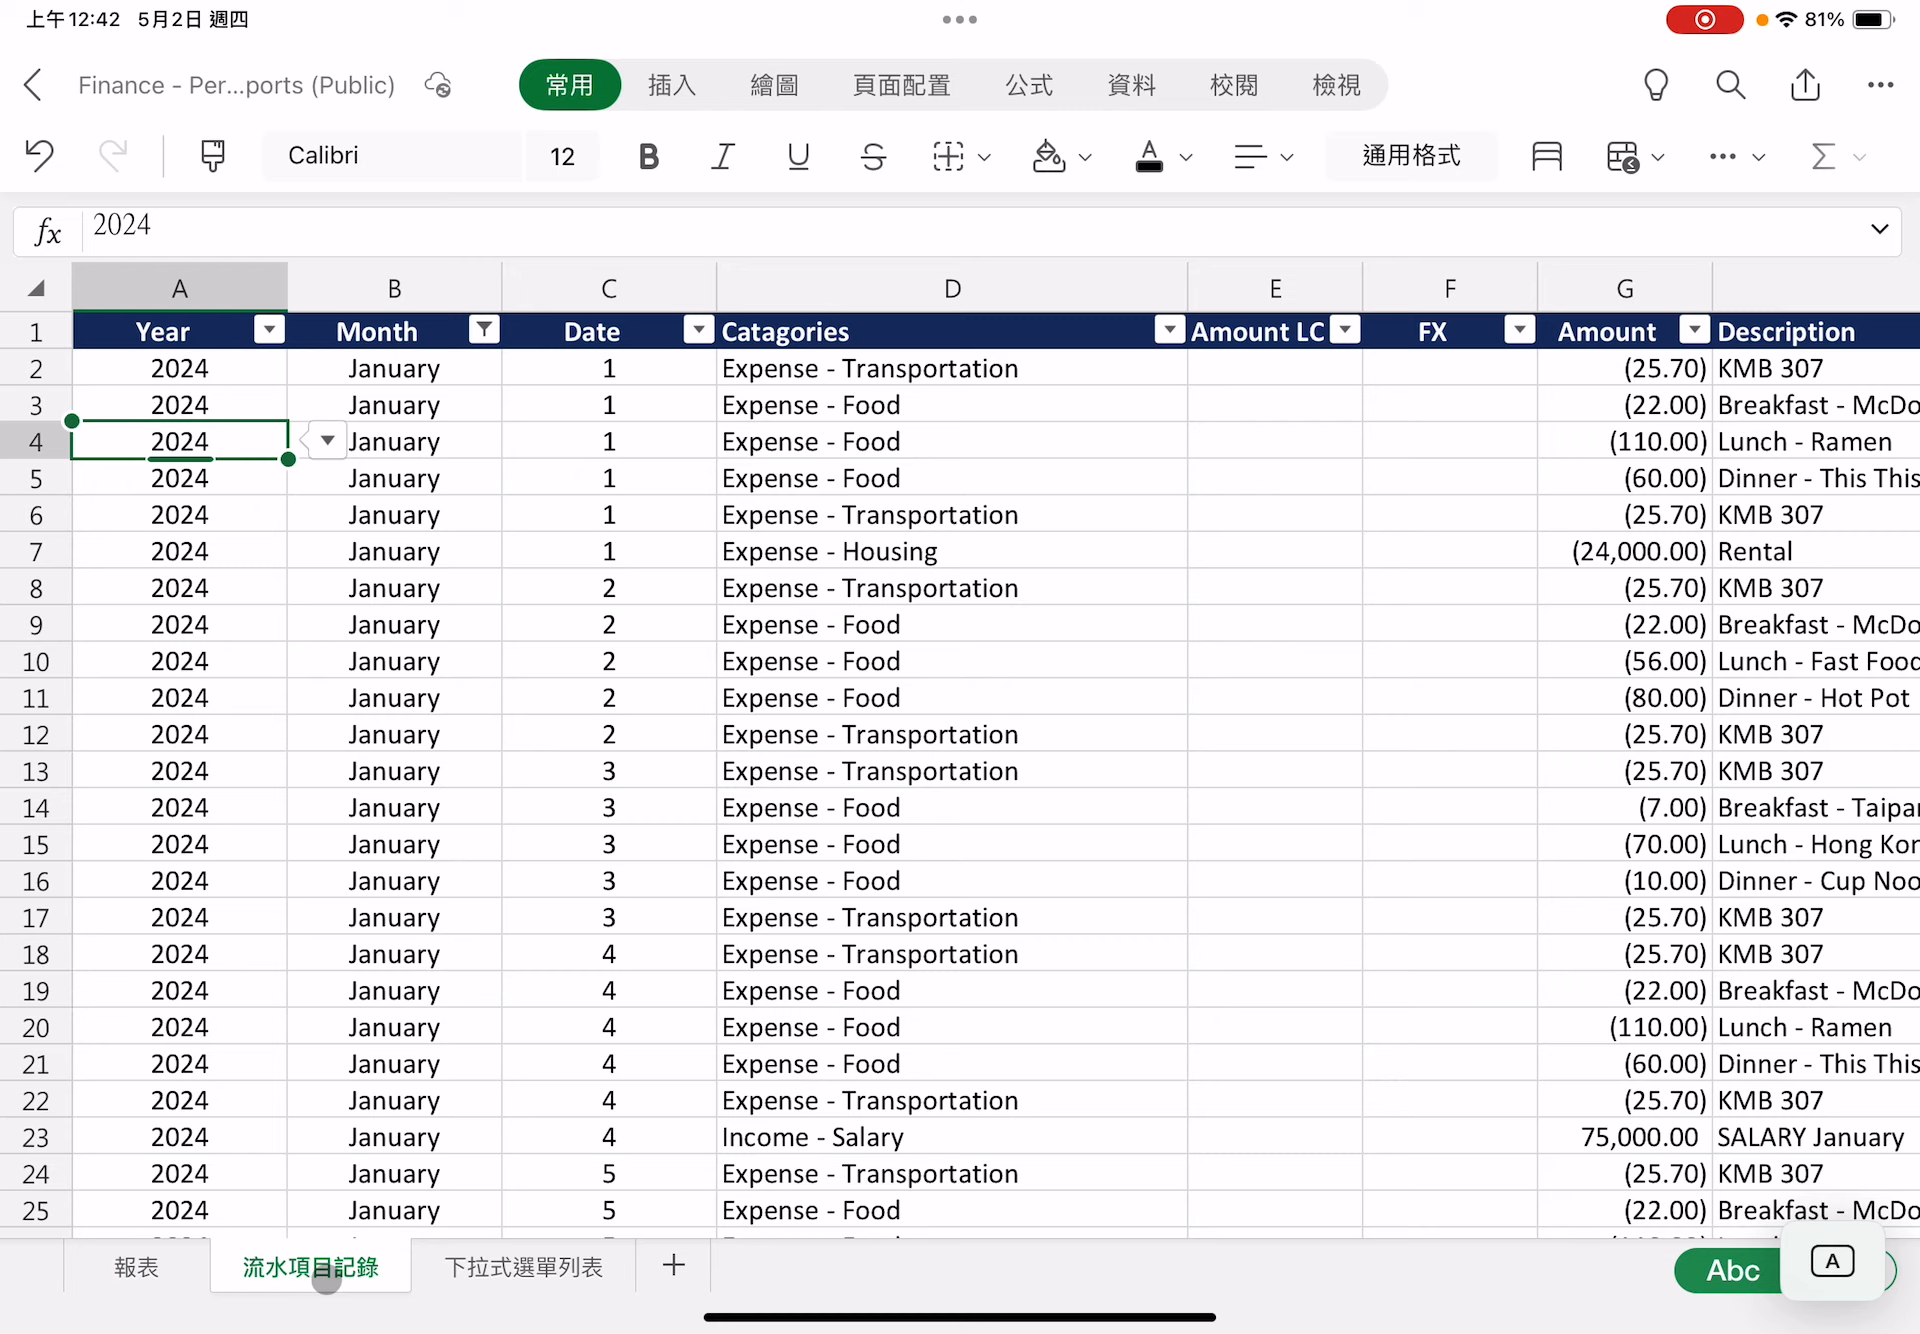 上午12:42 5月2日 週四 81%
Finance - Per...ports (Public) 常用 插入 繪圖 頁面配置 公式 資料 校閱 檢視
Calibri 12 B I U S A 通用格式 Σ
fx 2024
A B C D E F G
1 Year Month Date Catagories Amount LC FX Amount Description
2 2024 January 1 Expense - Transportation (25.70) KMB 307
3 2024 January 1 Expense - Food (22.00) Breakfast - McDo
4 2024 January 1 Expense - Food (110.00) Lunch - Ramen
5 2024 January 1 Expense - Food (60.00) Dinner - This This
6 2024 January 1 Expense - Transportation (25.70) KMB 307
7 2024 January 1 Expense - Housing (24,000.00) Rental
8 2024 January 2 Expense - Transportation (25.70) KMB 307
9 2024 January 2 Expense - Food (22.00) Breakfast - McDo
10 2024 January 2 Expense - Food (56.00) Lunch - Fast Food
11 2024 January 2 Expense - Food (80.00) Dinner - Hot Pot
12 2024 January 2 Expense - Transportation (25.70) KMB 307
13 2024 January 3 Expense - Transportation (25.70) KMB 307
14 2024 January 3 Expense - Food (7.00) Breakfast - Taipan
15 2024 January 3 Expense - Food (70.00) Lunch - Hong Kon
16 2024 January 3 Expense - Food (10.00) Dinner - Cup Noo
17 2024 January 3 Expense - Transportation (25.70) KMB 307
18 2024 January 4 Expense - Transportation (25.70) KMB 307
19 2024 January 4 Expense - Food (22.00) Breakfast - McDo
20 2024 January 4 Expense - Food (110.00) Lunch - Ramen
21 2024 January 4 Expense - Food (60.00) Dinner - This This
22 2024 January 4 Expense - Transportation (25.70) KMB 307
23 2024 January 4 Income - Salary 75,000.00 SALARY January
24 2024 January 5 Expense - Transportation (25.70) KMB 307
25 2024 January 5 Expense - Food (22.00) Breakfast - McDo
報表 流水項目記錄 下拉式選單列表 + Abc A